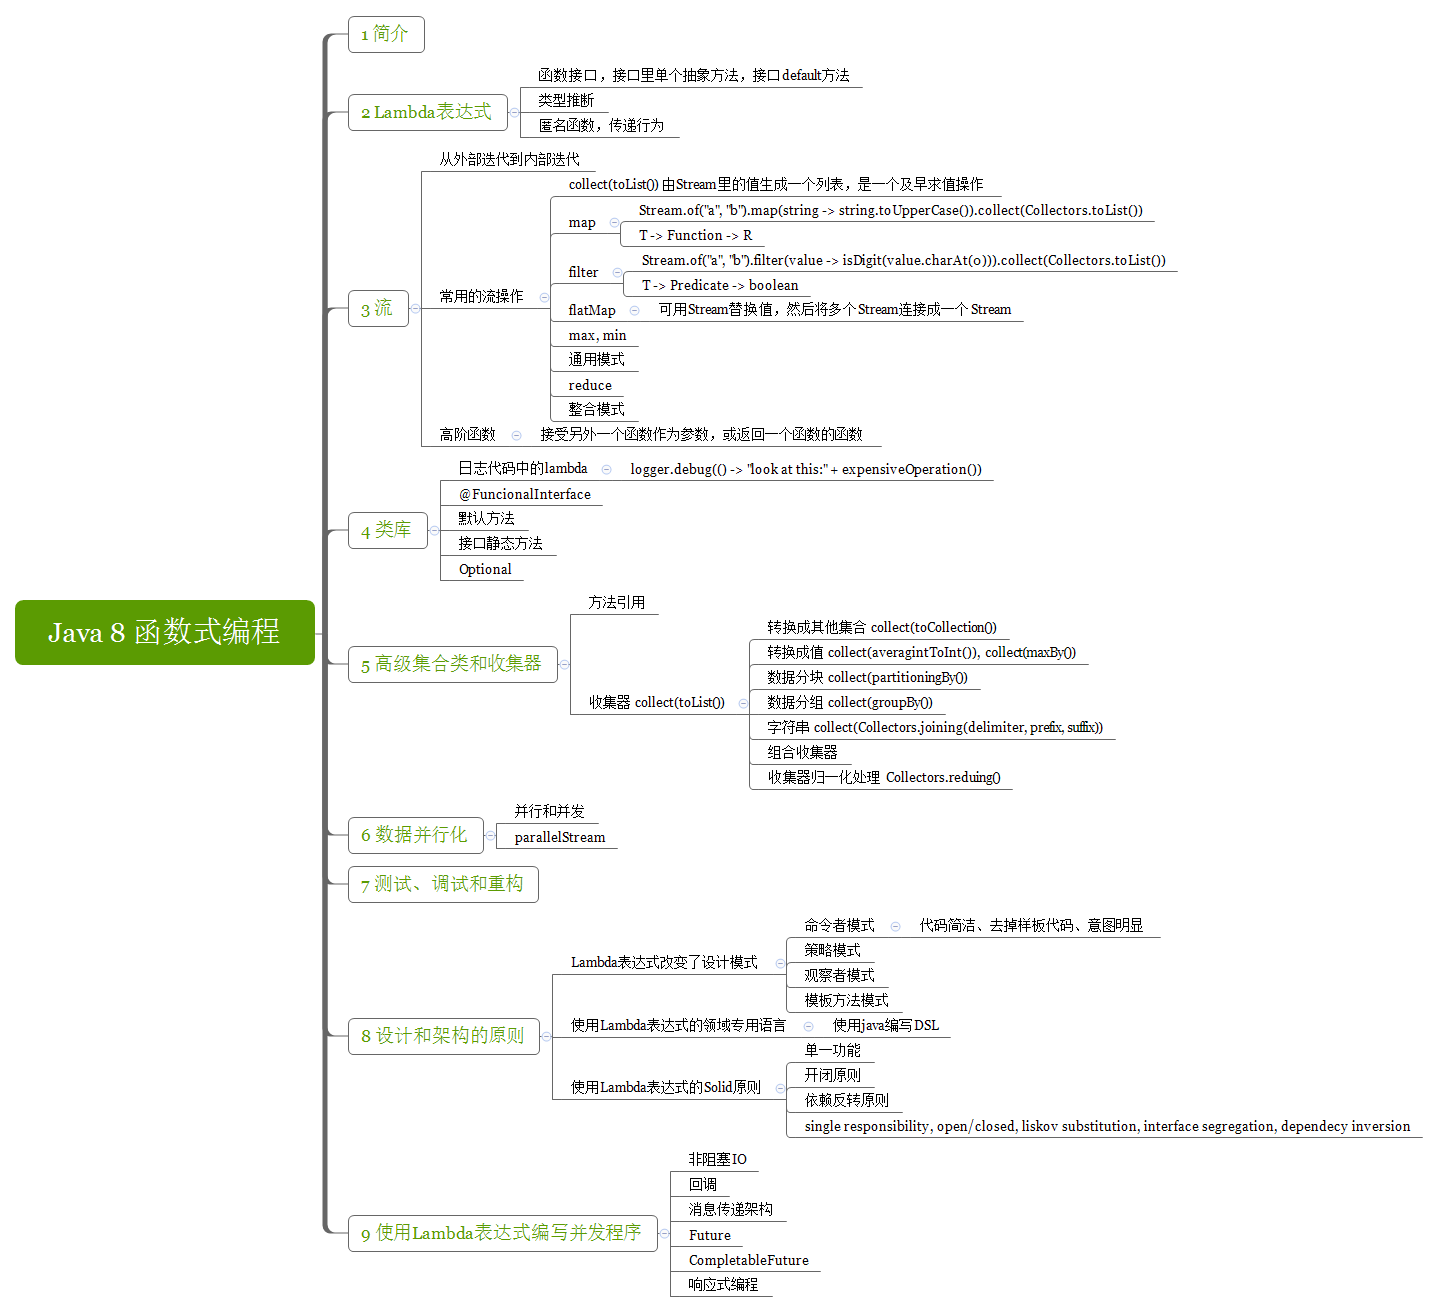 Java 8 函数式编程
1 简介
2 Lambda表达式
函数接口，接口里单个抽象方法，接口default方法
类型推断
匿名函数，传递行为
3 流
从外部迭代到内部迭代
常用的流操作
collect(toList()) 由Stream里的值生成一个列表，是一个及早求值操作
map
Stream.of("a", "b").map(string -> string.toUpperCase()).collect(Collectors.toList())
T -> Function -> R
filter
Stream.of("a", "b").filter(value -> isDigit(value.charAt(0))).collect(Collectors.toList())
T -> Predicate -> boolean
flatMap
可用Stream替换值，然后将多个Stream连接成一个 Stream
max, min
通用模式
reduce
整合模式
高阶函数
接受另外一个函数作为参数，或返回一个函数的函数
4 类库
日志代码中的lambda
logger.debug(() -> "look at this:" + expensiveOperation())
@FuncionalInterface
默认方法
接口静态方法
Optional
5 高级集合类和收集器
方法引用
收集器 collect(toList())
转换成其他集合 collect(toCollection())
转换成值 collect(averagintToInt()), collect(maxBy())
数据分块 collect(partitioningBy())
数据分组 collect(groupBy())
字符串 collect(Collectors.joining(delimiter, prefix, suffix))
组合收集器
收集器归一化处理 Collectors.reduing()
6 数据并行化
并行和并发
parallelStream
7 测试、调试和重构
8 设计和架构的原则
Lambda表达式改变了设计模式
命令者模式
代码简洁、去掉样板代码、意图明显
策略模式
观察者模式
模板方法模式
使用Lambda表达式的领域专用语言
使用java编写DSL
使用Lambda表达式的Solid原则
单一功能
开闭原则
依赖反转原则
single responsibility, open/closed, liskov substitution, interface segregation, dependecy inversion
9 使用Lambda表达式编写并发程序
非阻塞IO
回调
消息传递架构
Future
CompletableFuture
响应式编程